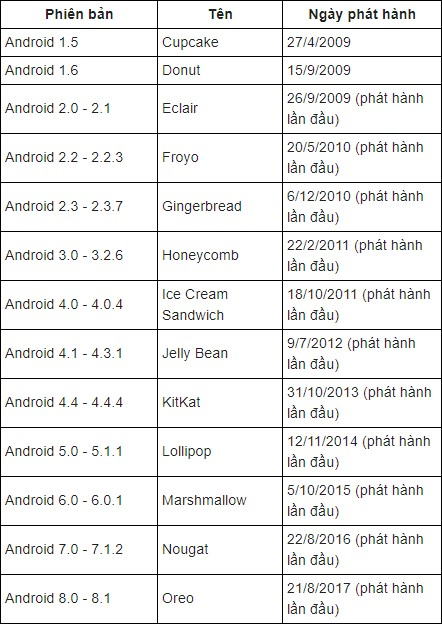 Phiên bản Tên Ngày phát hành
Android 1.5 Cupcake 27/4/2009
Android 1.6 Donut 15/9/2009
Android 2.0 - 2.1 Eclair 26/9/2009 (phát hành
lần đầu)
Android 2.2 - 2.2.3 Froyo 20/5/2010 (phát hành
lần đầu)
Android 2.3 - 2.3.7 Gingerbread 6/12/2010 (phát hành
lần đầu)
Android 3.0 - 3.2.6 Honeycomb 22/2/2011 (phát hành
lần đầu)
Android 4.0 - 4.0.4 Ice Cream
Sandwich 18/10/2011 (phát hành
lần đầu)
Android 4.1 - 4.3.1 Jelly Bean 9/7/2012 (phát hành
lần đầu)
Android 4.4 - 4.4.4 KitKat 31/10/2013 (phát hành
lần đầu)
Android 5.0 - 5.1.1 Lollipop 12/11/2014 (phát hành
lần đầu)
Android 6.0 - 6.0.1 Marshmallow 5/10/2015 (phát hành
lần đầu)
Android 7.0 - 7.1.2 Nougat 22/8/2016 (phát hành
lần đầu)
Android 8.0 - 8.1 Oreo 21/8/2017 (phát hành
lần đầu)